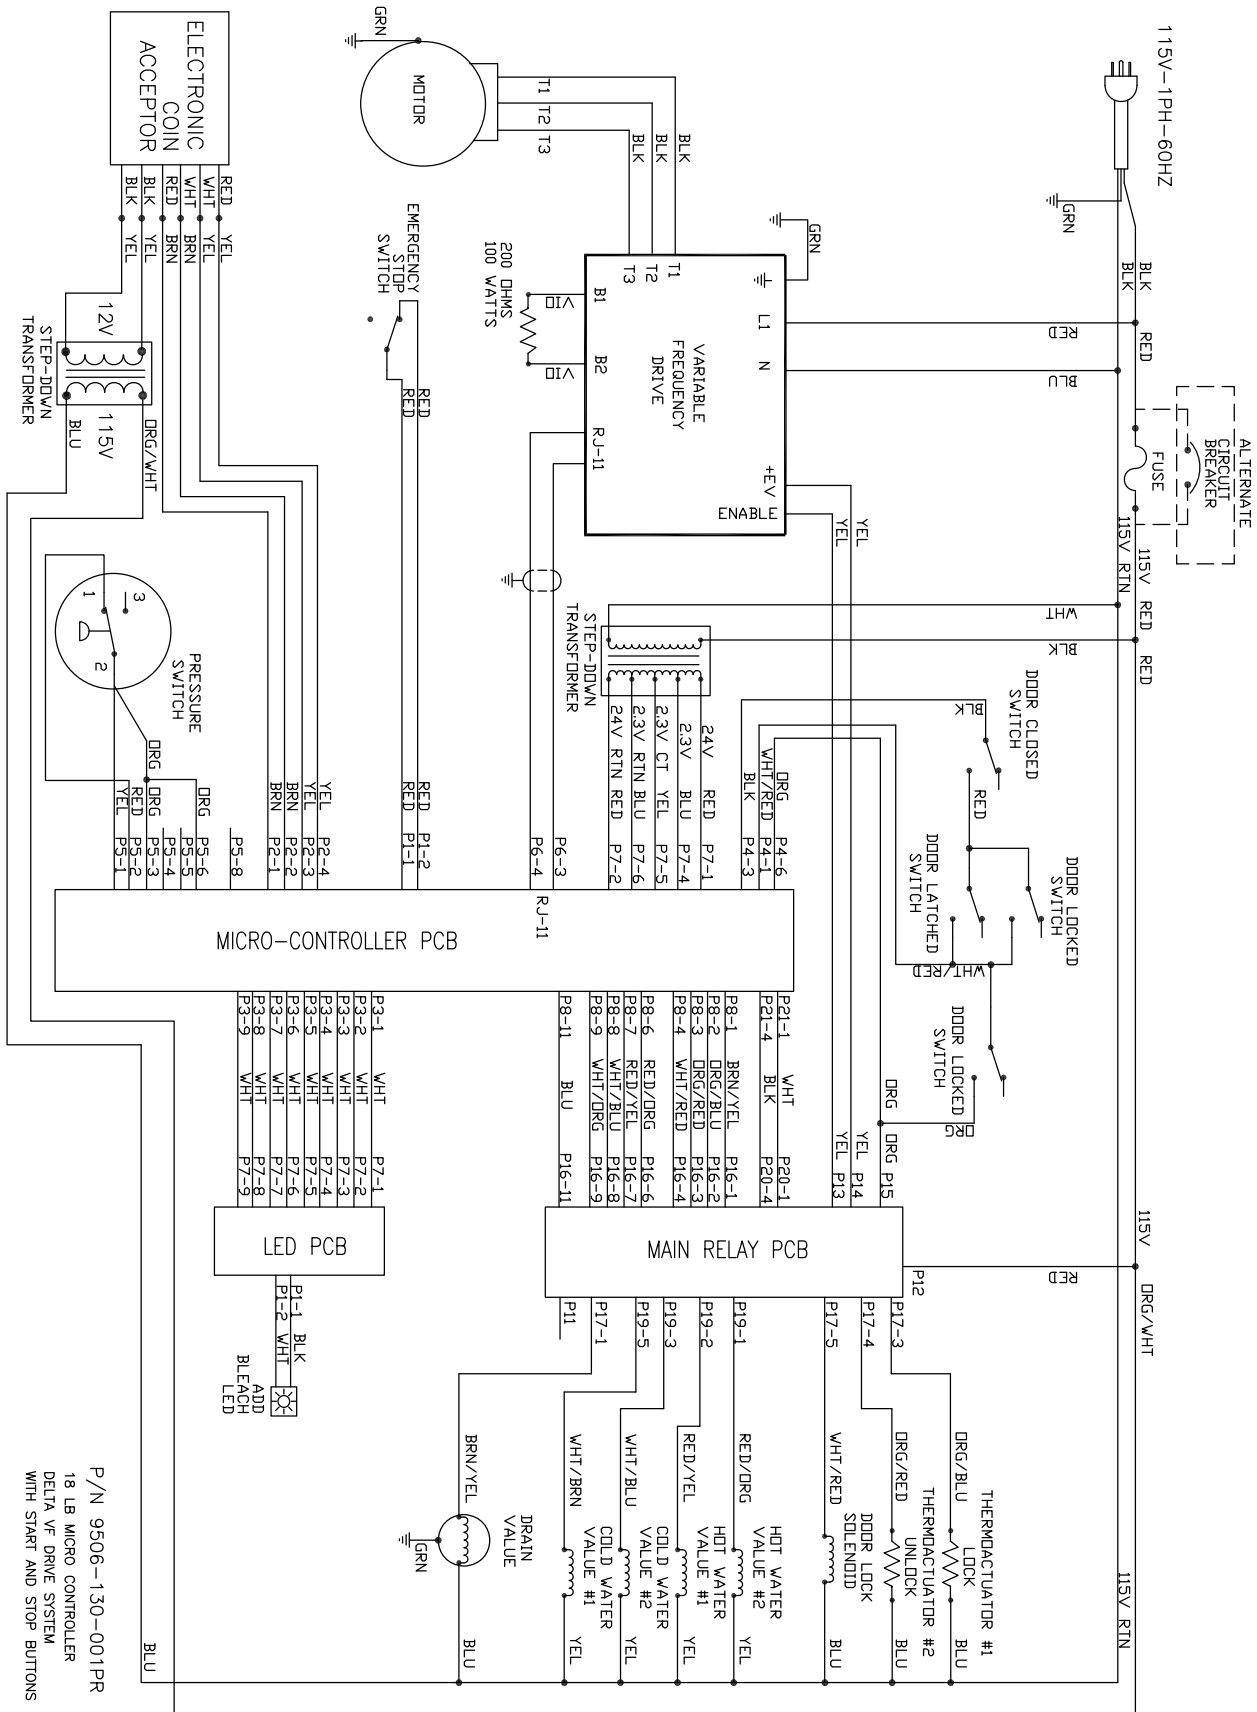 115V-1PH-60HZ
GRN
BLK
BLK
RED
RED
BLU
ALTERNATE
CIRCUIT
BREAKER
FUSE
115V
115V RTN
RED
RED
WHT
BLK
115V
RED
ORG/WHT
115V RTN
GRN
MOTOR
T1
T2
T3
BLK
BLK
BLK
GRN
T1
T2
T3
L1
N
+EV
ENABLE
VARIABLE
FREQUENCY
DRIVE
B1
B2
RJ-11
VIO
VIO
200 OHMS
100 WATTS
YEL
YEL
STEP-DOWN
TRANSFORMER
24V
2.3V
2.3V CT
2.3V RTN
24V RTN
RED
BLU
YEL
BLU
RED
P7-1
P7-4
P7-5
P7-6
P7-2
DOOR CLOSED
SWITCH
BLK
RED
DOOR LATCHED
SWITCH
DOOR LOCKED
SWITCH
WHT/RED
DOOR LOCKED
SWITCH
ORG
ORG
ORG
WHT/RED
BLK
P4-6
P4-1
P4-3
ORG P15
YEL P14
YEL P13
EMERGENCY
STOP
SWITCH
RED
RED
RED P1-2
RED P1-1
P6-3
P6-4
RJ-11
ELECTRONIC
COIN
ACCEPTOR
RED YEL
WHT YEL
WHT BRN
RED BRN
BLK YEL
BLK YEL
12V
115V
STEP-DOWN
TRANSFORMER
ORG/WHT
BLU
PRESSURE
SWITCH
1
2
3
ORG
YEL P2-4
YEL P2-3
BRN P2-2
BRN P2-1
P5-8
ORG P5-6
P5-5
P5-4
ORG P5-3
RED P5-2
YEL P5-1
MICRO-CONTROLLER PCB
P21-1 WHT P20-1
P21-4 BLK P20-4
P8-1 BRN/YEL P16-1
P8-2 ORG/BLU P16-2
P8-3 ORG/RED P16-3
P8-4 WHT/RED P16-4
P8-6 RED/ORG P16-6
P8-7 RED/YEL P16-7
P8-8 WHT/BLU P16-8
P8-9 WHT/ORG P16-9
P8-11 BLU P16-11
P3-1 WHT P7-1
P3-2 WHT P7-2
P3-3 WHT P7-3
P3-4 WHT P7-4
P3-5 WHT P7-5
P3-6 WHT P7-6
P3-7 WHT P7-7
P3-8 WHT P7-8
P3-9 WHT P7-9
MAIN RELAY PCB
P12
LED PCB
P1-1 BLK
P1-2 WHT
ADD
BLEACH
LED
P17-3
P17-4
P17-5
P19-1
P19-2
P19-3
P19-5
P17-1
P11
THERMOACTUATOR #1
LOCK
ORG/BLU
BLU
THERMOACTUATOR #2
UNLOCK
ORG/RED
BLU
DOOR LOCK
SOLENOID
WHT/RED
BLU
HOT WATER
VALUE #2
RED/ORG
YEL
HOT WATER
VALUE #1
RED/YEL
YEL
COLD WATER
VALUE #2
WHT/BLU
YEL
COLD WATER
VALUE #1
WHT/BRN
YEL
DRAIN
VALUE
BRN/YEL
GRN
BLU
BLU
P/N 9506-130-001PR
18 LB MICRO CONTROLLER
DELTA VF DRIVE SYSTEM
WITH START AND STOP BUTTONS